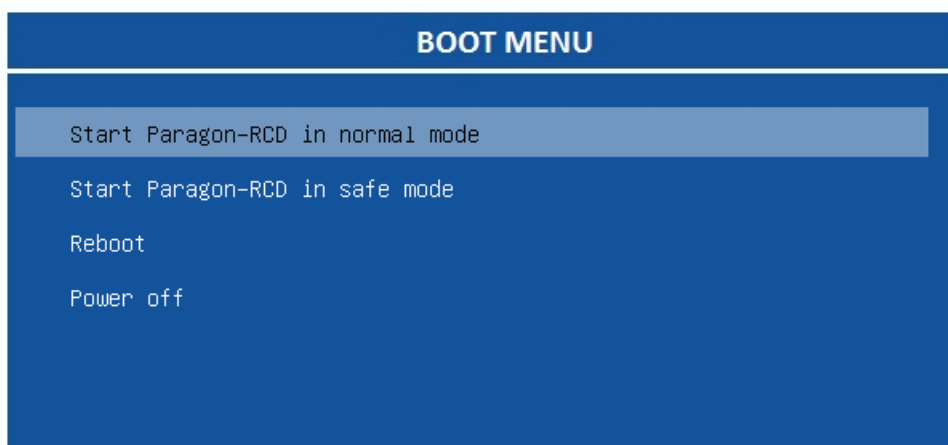 BOOT MENU
Start Paragon-RCD in normal mode
Start Paragon-RCD in safe mode
Reboot
Power off